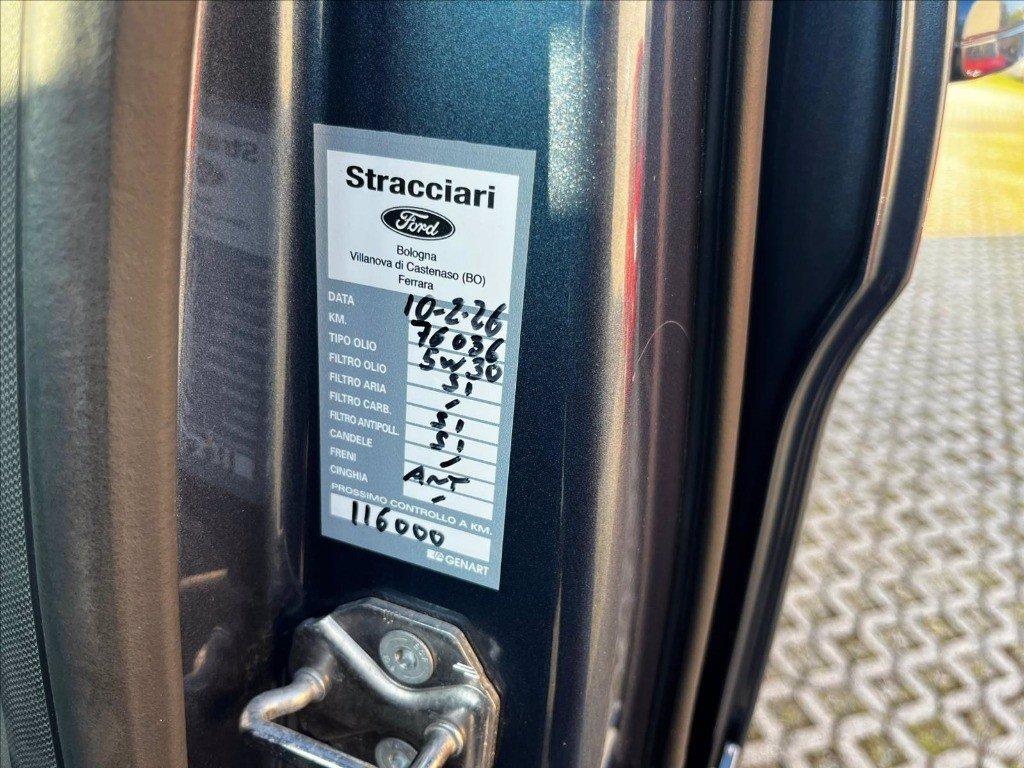 Stracciari
Ford
Bologna
Villanova di Castenaso (BO)
Ferrara
DATA 10-2-26
KM. 76036
TIPO OLIO 5W30
FILTRO OLIO SI
FILTRO ARIA -
FILTRO CARB. SI
FILTRO ANTIPOLL. SI
CANDELE -
FRENI ANT
CINGHIA -
PROSSIMO CONTROLLO A KM.
116000
GENART